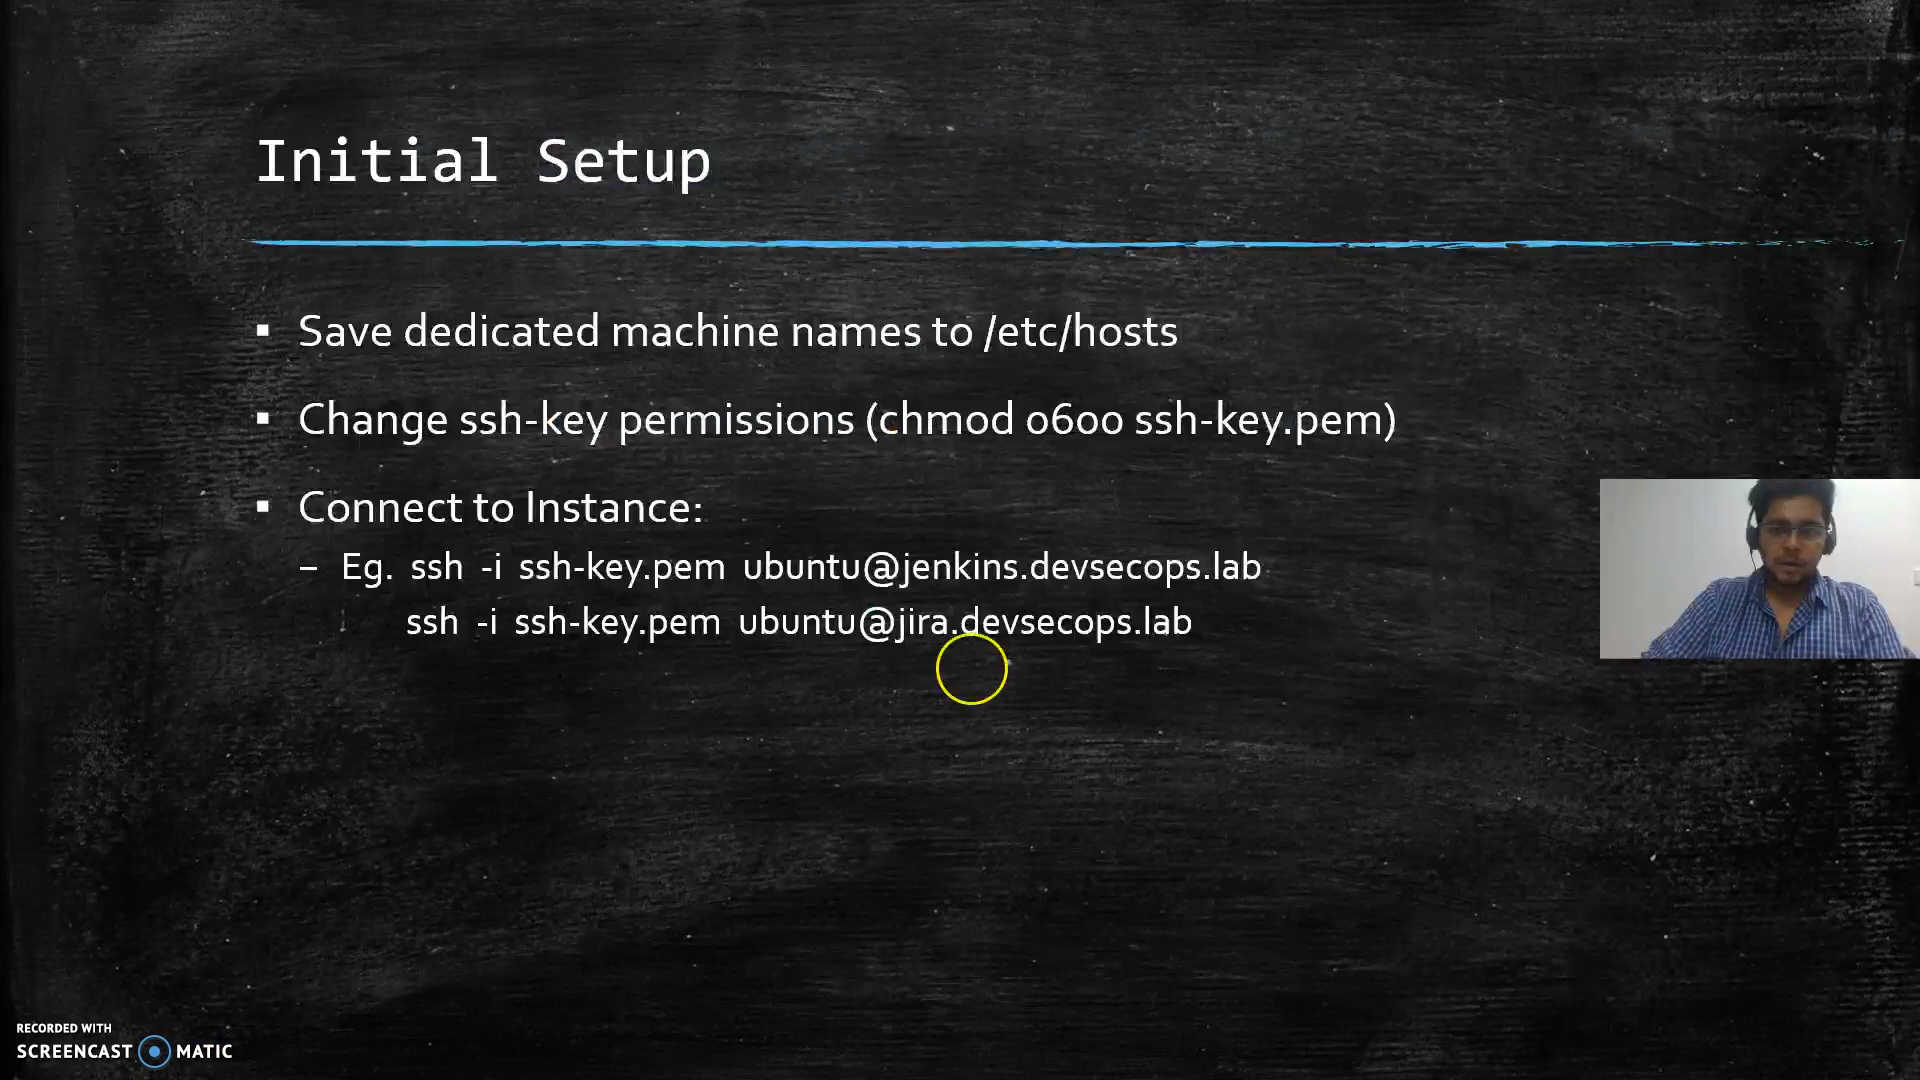 Initial Setup
▪ Save dedicated machine names to /etc/hosts
▪ Change ssh-key permissions (chmod 0600 ssh-key.pem)
▪ Connect to Instance:
– Eg. ssh -i ssh-key.pem ubuntu@jenkins.devsecops.lab
ssh -i ssh-key.pem ubuntu@jira.devsecops.lab
RECORDED WITH
SCREENCAST MATIC